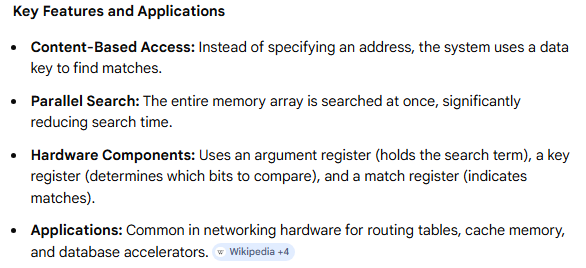 Key Features and Applications
• Content-Based Access: Instead of specifying an address, the system uses a data
key to find matches.
• Parallel Search: The entire memory array is searched at once, significantly
reducing search time.
• Hardware Components: Uses an argument register (holds the search term), a key
register (determines which bits to compare), and a match register (indicates
matches).
• Applications: Common in networking hardware for routing tables, cache memory,
and database accelerators. W Wikipedia +4